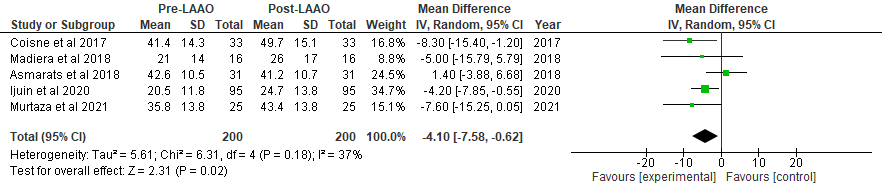 Pre-LAAO Post-LAAO Mean Difference Mean Difference
Study or Subgroup Mean SD Total Mean SD Total Weight IV, Random, 95% CI Year IV, Random, 95% CI
Coisne et al 2017 41.4 14.3 33 49.7 15.1 33 16.8% -8.30 [-15.40, -1.20] 2017
Madiera et al 2018 21 14 16 26 17 16 8.8% -5.00 [-15.79, 5.79] 2018
Asmarats et al 2018 42.6 10.5 31 41.2 10.7 31 24.5% 1.40 [-3.88, 6.68] 2018
Ijuin et al 2020 20.5 11.8 95 24.7 13.8 95 34.7% -4.20 [-7.85, -0.55] 2020
Murtaza et al 2021 35.8 13.8 25 43.4 13.8 25 15.1% -7.60 [-15.25, 0.05] 2021
Total (95% CI) 200 200 100.0% -4.10 [-7.58, -0.62]
Heterogeneity: Tau² = 5.61; Chi² = 6.31, df = 4 (P = 0.18); I² = 37%
Test for overall effect: Z = 2.31 (P = 0.02)
-20 -10 0 10 20
Favours [experimental] Favours [control]